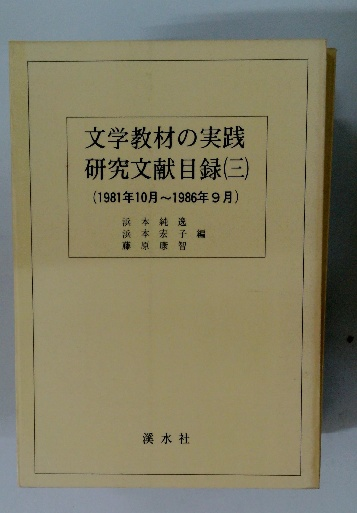 文学教材の実践
研究文献目録(三)
(1981年10月～1986年9月)
浜本純逸
浜本宏子 編
藤原康智
溪水社